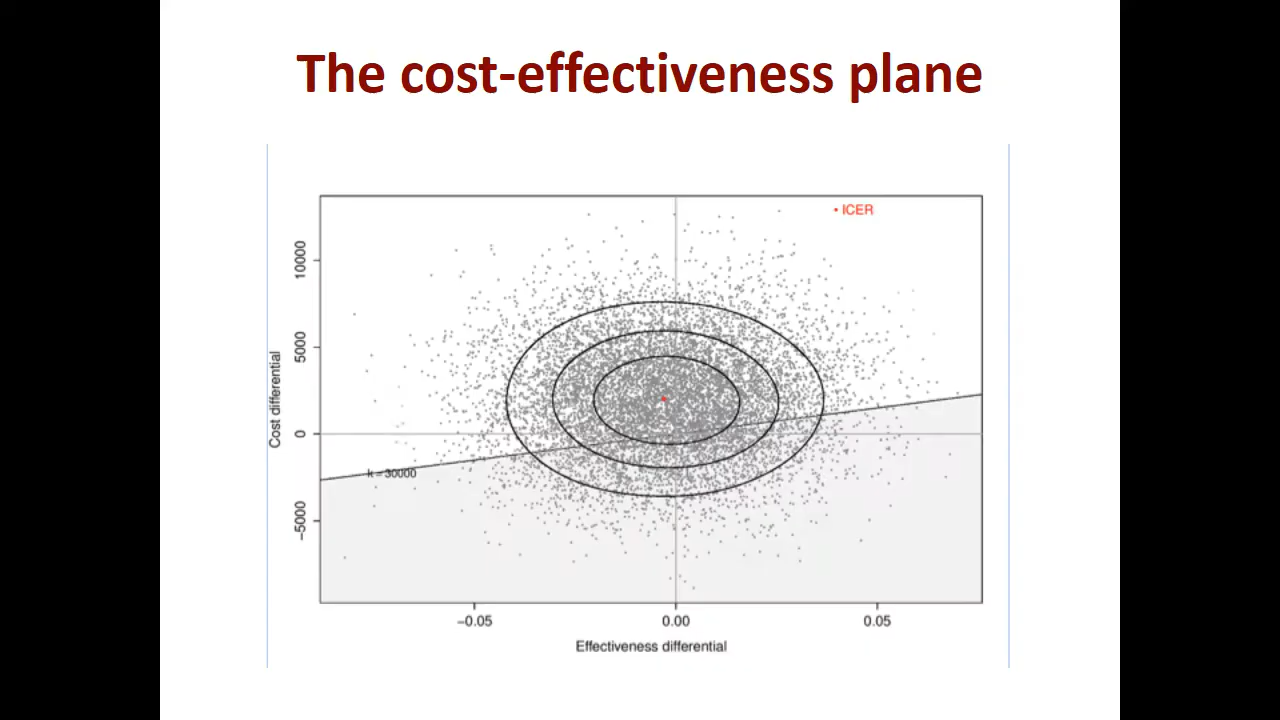 The cost-effectiveness plane
ICER
10000
5000
0
−5000
Cost differential
k = 30000
−0.05
0.00
0.05
Effectiveness differential